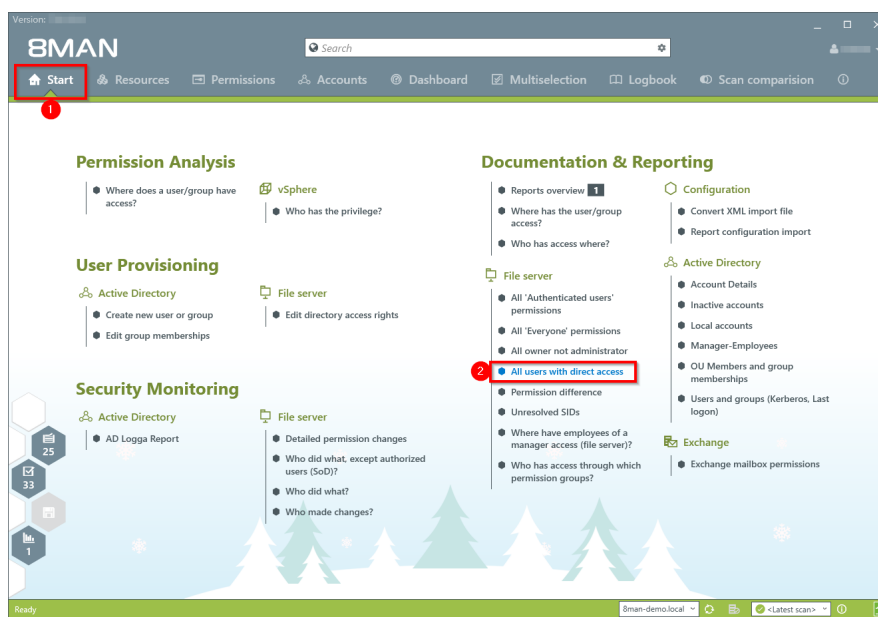 Version:
8MAN
Search
Start Resources Permissions Accounts Dashboard Multiselection Logbook Scan comparision
1
Permission Analysis
Where does a user/group have
access?
vSphere
Who has the privilege?
User Provisioning
Active Directory
Create new user or group
Edit group memberships
File server
Edit directory access rights
Security Monitoring
Active Directory
AD Logga Report
File server
Detailed permission changes
Who did what, except authorized
users (SoD)?
Who did what?
Who made changes?
Documentation & Reporting
Reports overview 1
Where has the user/group
access?
Who has access where?
File server
All 'Authenticated users'
permissions
All 'Everyone' permissions
All owner not administrator
2 All users with direct access
Permission difference
Unresolved SIDs
Where have employees of a
manager access (file server)?
Who has access through which
permission groups?
Configuration
Convert XML import file
Report configuration import
Active Directory
Account Details
Inactive accounts
Local accounts
Manager-Employees
OU Members and group
memberships
Users and groups (Kerberos, Last
logon)
Exchange
Exchange mailbox permissions
25
33
1
Ready
8man-demo.local
<Latest scan>